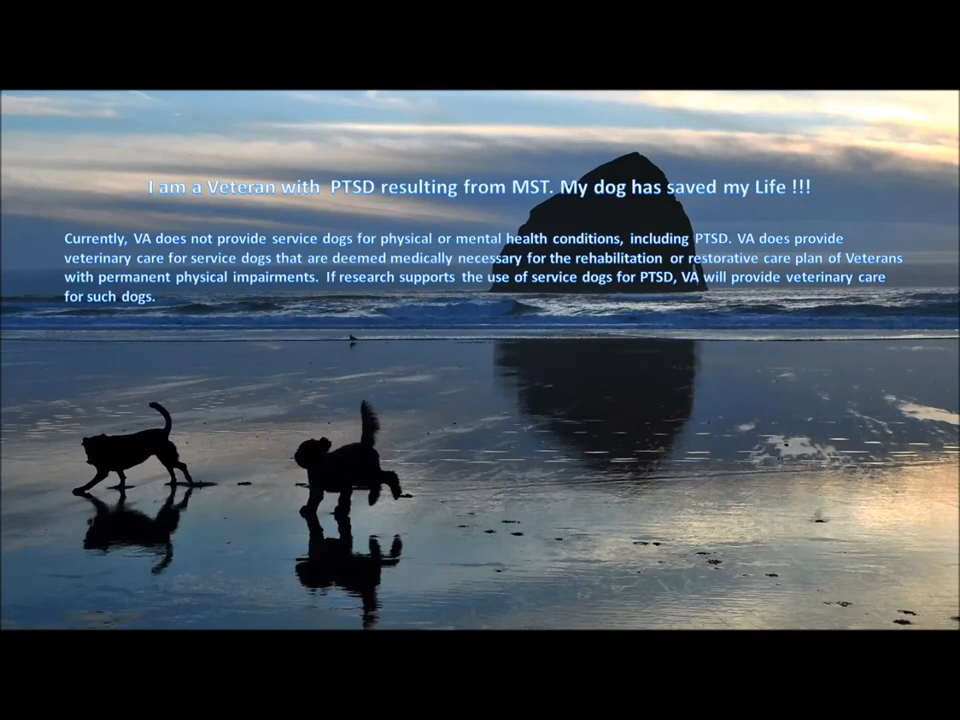 I am a Veteran with PTSD resulting from MST. My dog has saved my Life !!!
Currently, VA does not provide service dogs for physical or mental health conditions, including PTSD. VA does provide
veterinary care for service dogs that are deemed medically necessary for the rehabilitation or restorative care plan of Veterans
with permanent physical impairments. If research supports the use of service dogs for PTSD, VA will provide veterinary care
for such dogs.